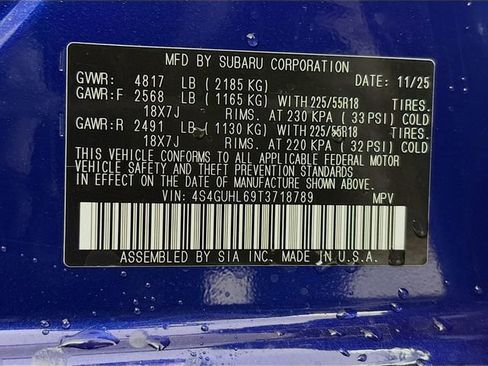 MFD BY SUBARU CORPORATION
GVWR: 4817 LB ( 2185 KG) DATE: 11/25
GAWR:F 2568 LB ( 1165 KG) WITH 225/55R18 TIRES.
18X7J RIMS. AT 230 KPA ( 33 PSI) COLD
GAWR:R 2491 LB ( 1130 KG) WITH 225/55R18 TIRES.
18X7J RIMS. AT 220 KPA ( 32 PSI) COLD
THIS VEHICLE CONFORMS TO ALL APPLICABLE FEDERAL MOTOR
VEHICLE SAFETY AND THEFT PREVENTION STANDARDS
IN EFFECT ON THE DATE OF MANUFACTURE SHOWN ABOVE.
VIN: 4S4GUHL69T3718789 MPV
ASSEMBLED BY SIA INC. MADE IN U.S.A.